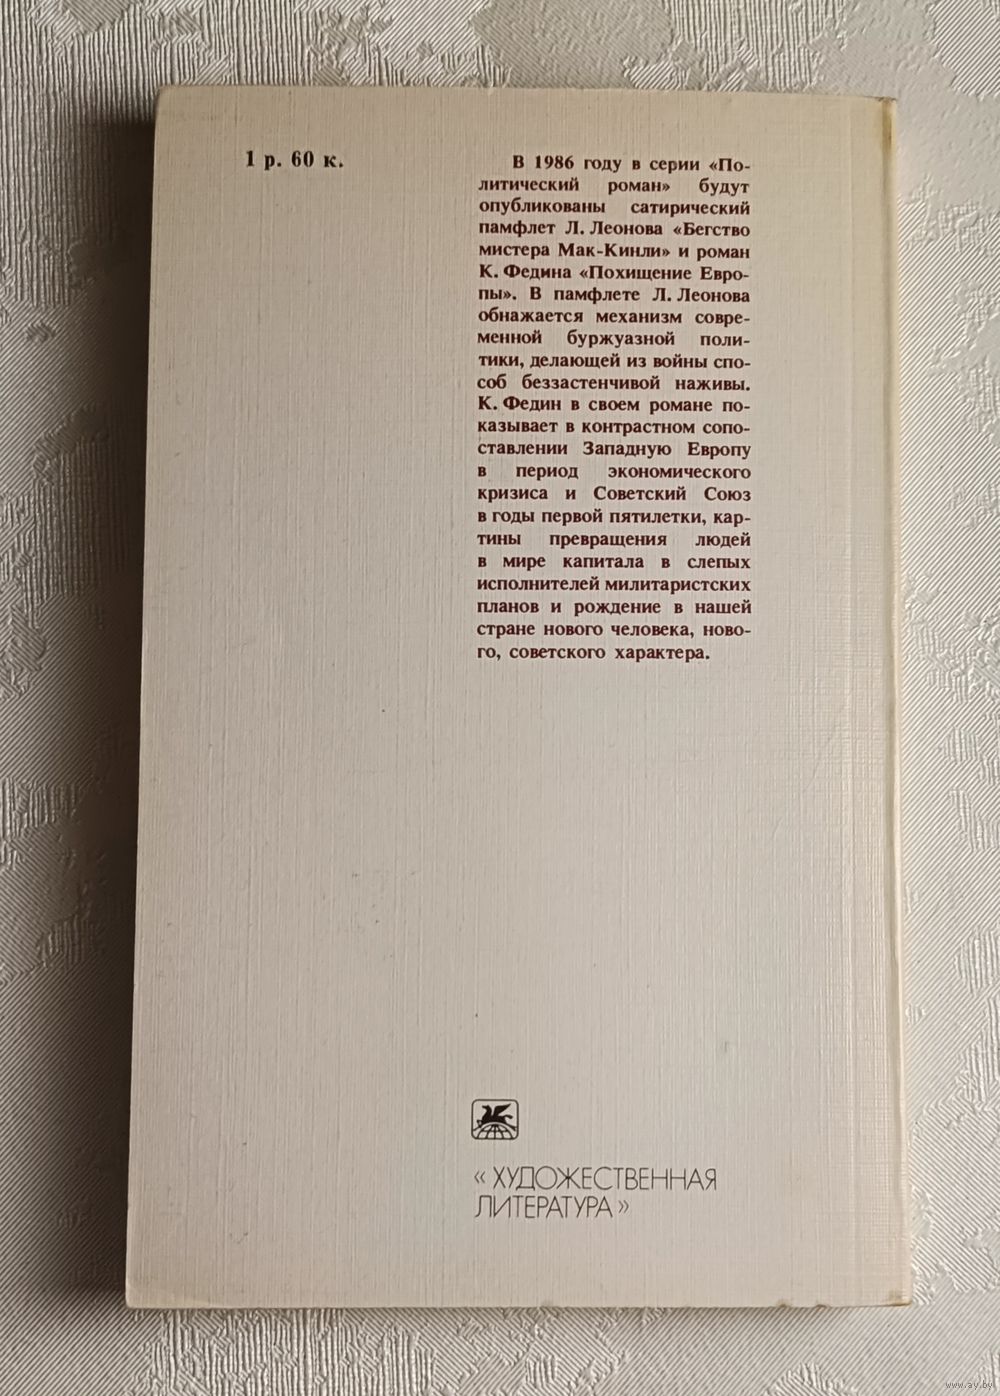 1 р. 60 к.
В 1986 году в серии «По-
литический роман» будут
опубликованы сатирический
памфлет Л. Леонова «Бегство
мистера Мак-Кинли» и роман
К. Федина «Похищение Евро-
пы». В памфлете Л. Леонова
обнажается механизм совре-
менной буржуазной поли-
тики, делающей из войны спо-
соб беззастенчивой наживы.
К. Федин в своем романе по-
казывает в контрастном сопо-
ставлении Западную Европу
в период экономического
кризиса и Советский Союз
в годы первой пятилетки, кар-
тины превращения людей
в мире капитала в слепых
исполнителей милитаристских
планов и рождение в нашей
стране нового человека, ново-
го, советского характера.
«ХУДОЖЕСТВЕННАЯ
ЛИТЕРАТУРА»
www.ay.by